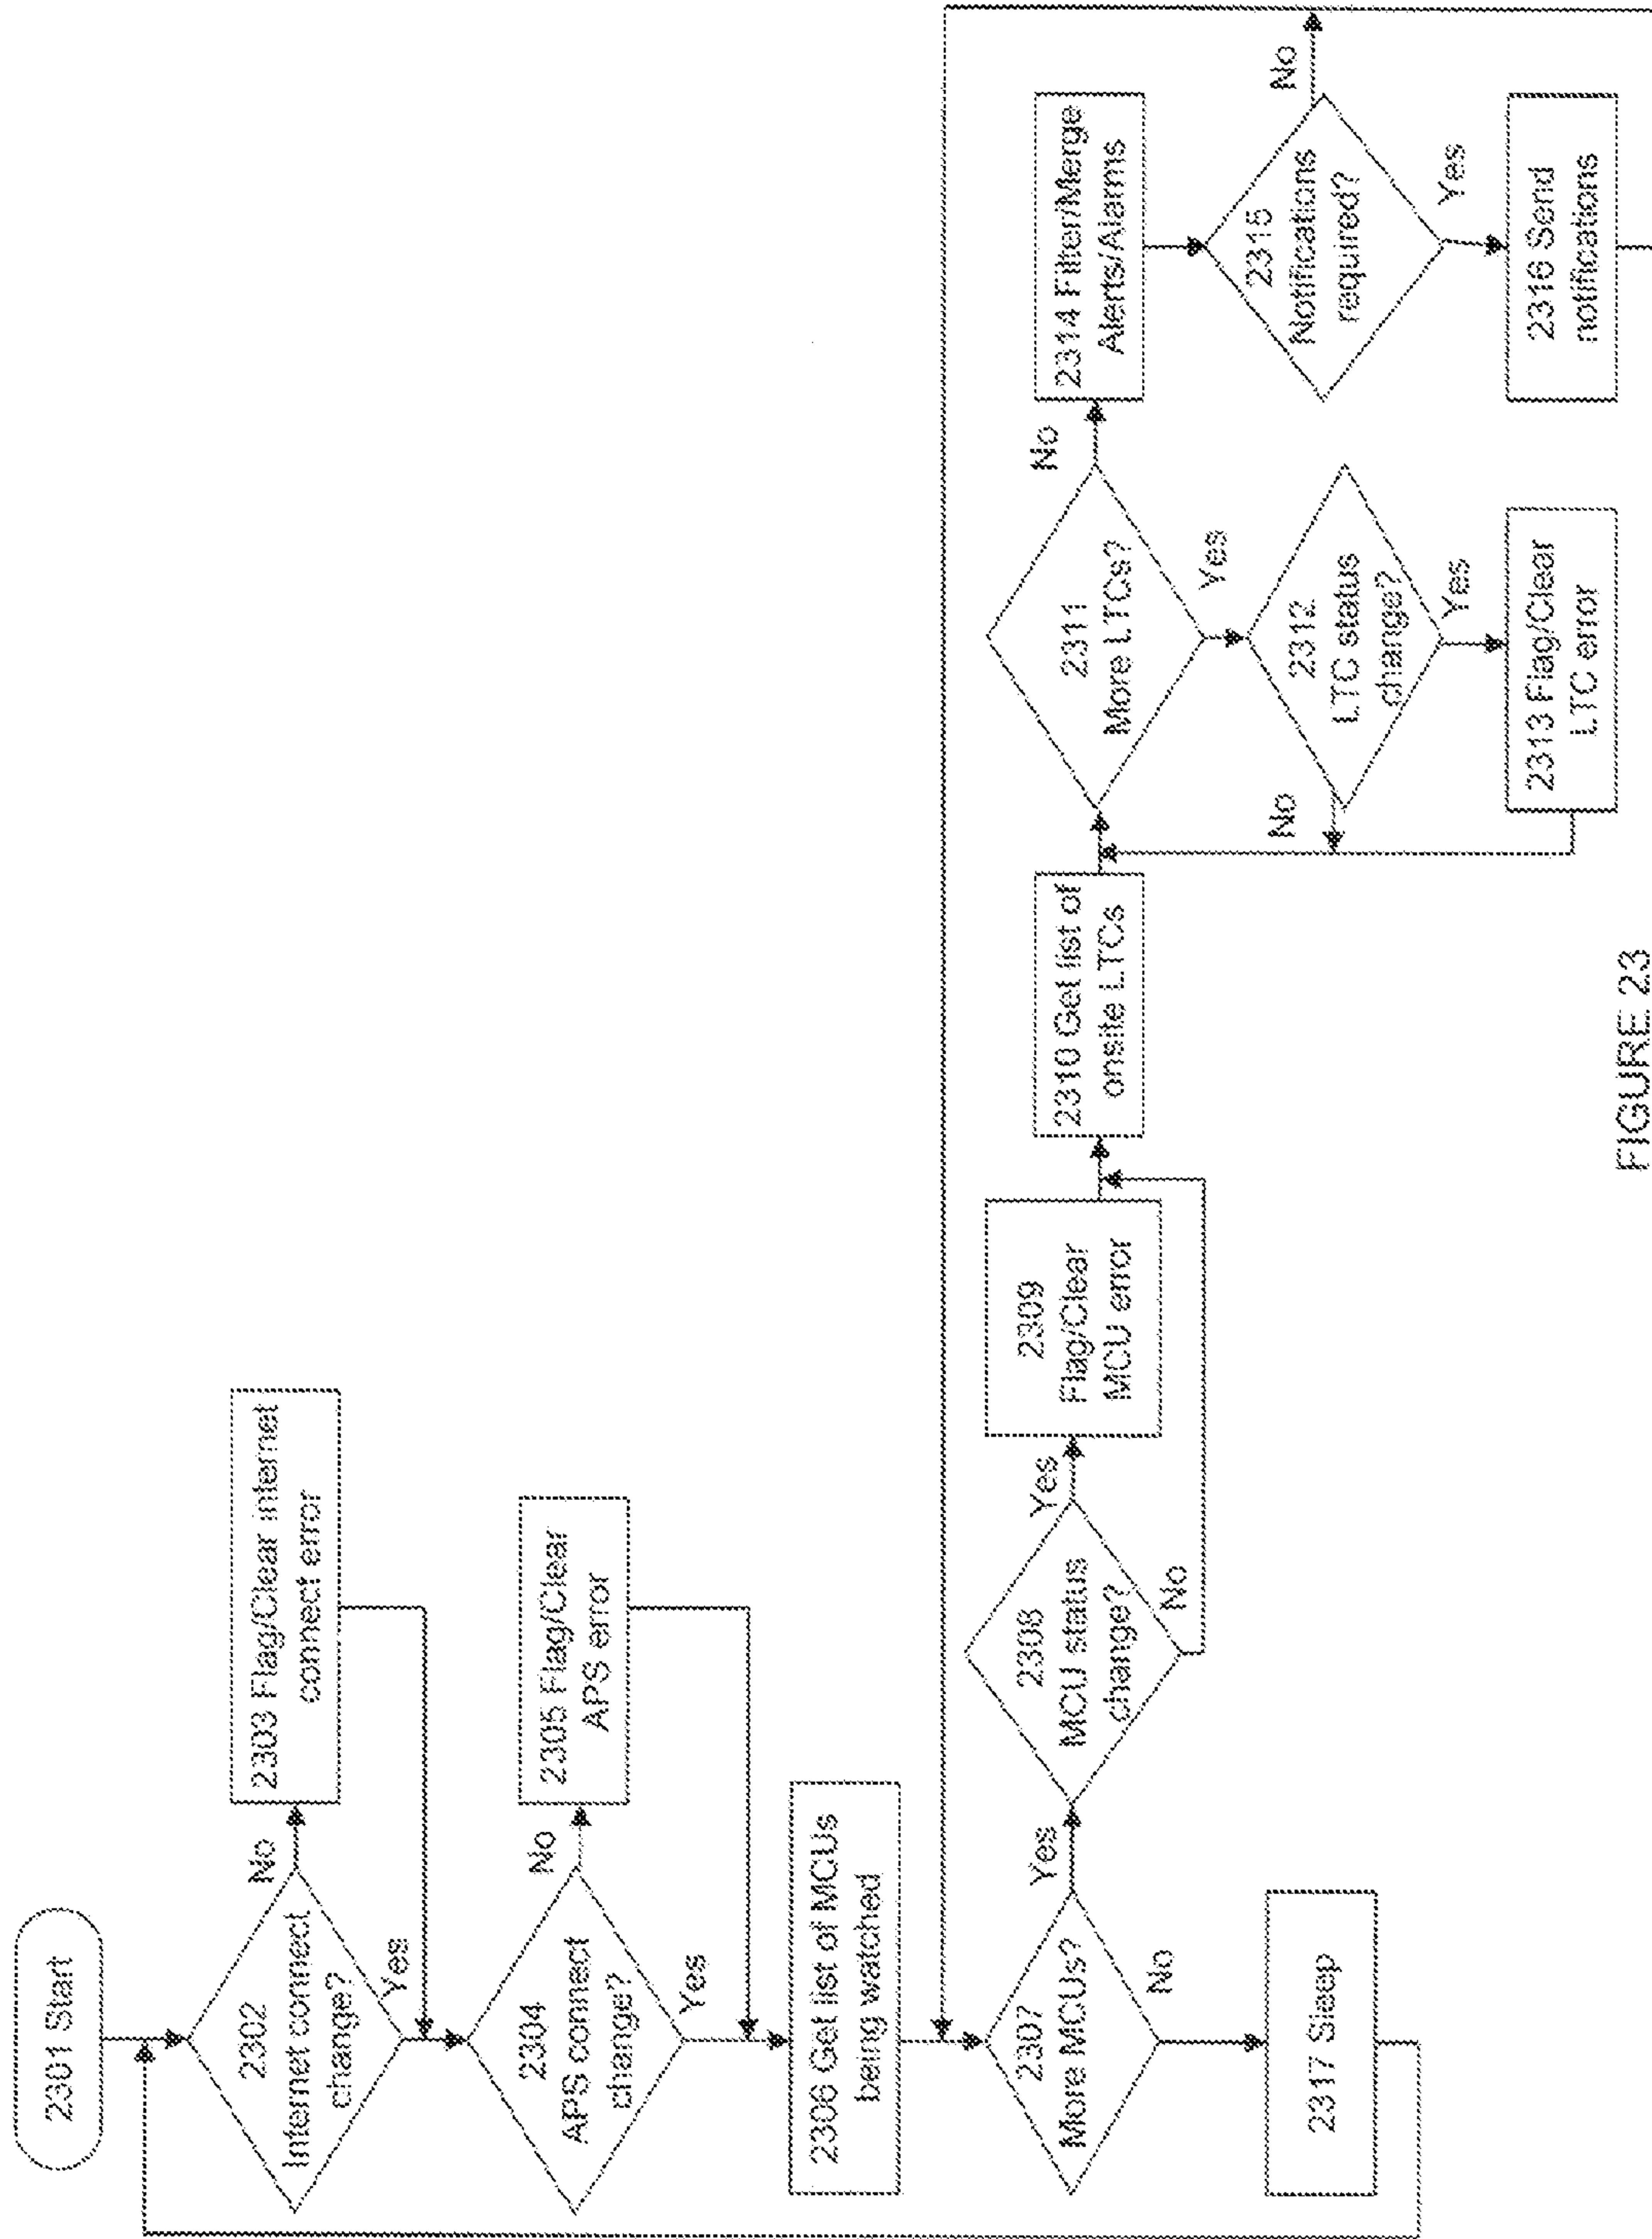 2301 Start
2302
Internet connect
change?
No
Yes
2303 Flag/Clear internet
connect error
2304
APS connect
change?
No
Yes
2305 Flag/Clear
APS error
2306 Get list of MCUs
being watched
2307
More MCUs?
Yes
No
2317 Sleep
2308
MCU status
change?
Yes
No
2309
Flag/Clear
MCU error
2310 Get list of
onsite LTCs
2311
More LTCs?
No
Yes
2312
LTC status
change?
No
Yes
2313 Flag/Clear
LTC error
2314 Filter/Merge
Alerts/Alarms
2315
Notifications
required?
No
Yes
2316 Send
notifications
FIGURE 23